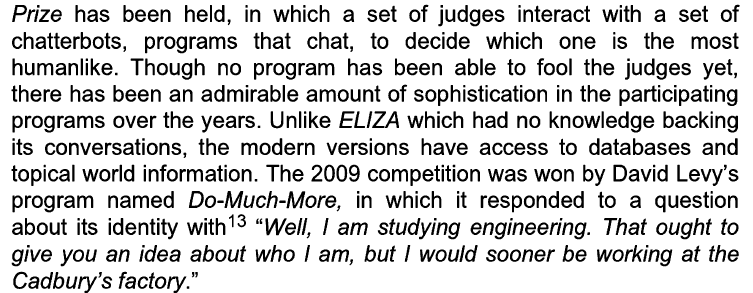 Prize has been held, in which a set of judges interact with a set of
chatterbots, programs that chat, to decide which one is the most
humanlike. Though no program has been able to fool the judges yet,
there has been an admirable amount of sophistication in the participating
programs over the years. Unlike ELIZA which had no knowledge backing
its conversations, the modern versions have access to databases and
topical world information. The 2009 competition was won by David Levy’s
program named Do-Much-More, in which it responded to a question
about its identity with13 “Well, I am studying engineering. That ought to
give you an idea about who I am, but I would sooner be working at the
Cadbury’s factory.”